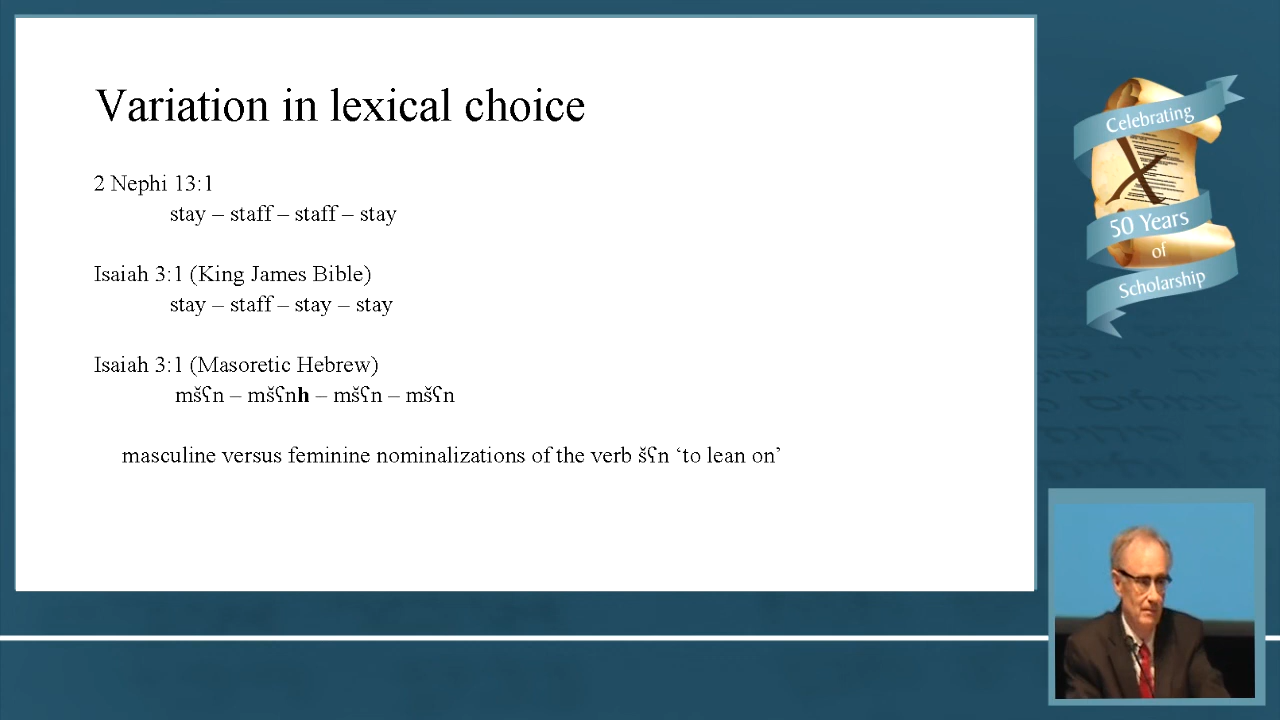 Variation in lexical choice
2 Nephi 13:1
stay – staff – staff – stay
Isaiah 3:1 (King James Bible)
stay – staff – stay – stay
Isaiah 3:1 (Masoretic Hebrew)
mšʕn – mšʕnh – mšʕn – mšʕn
masculine versus feminine nominalizations of the verb šʕn ‘to lean on’
Celebrating
50 Years
of
Scholarship